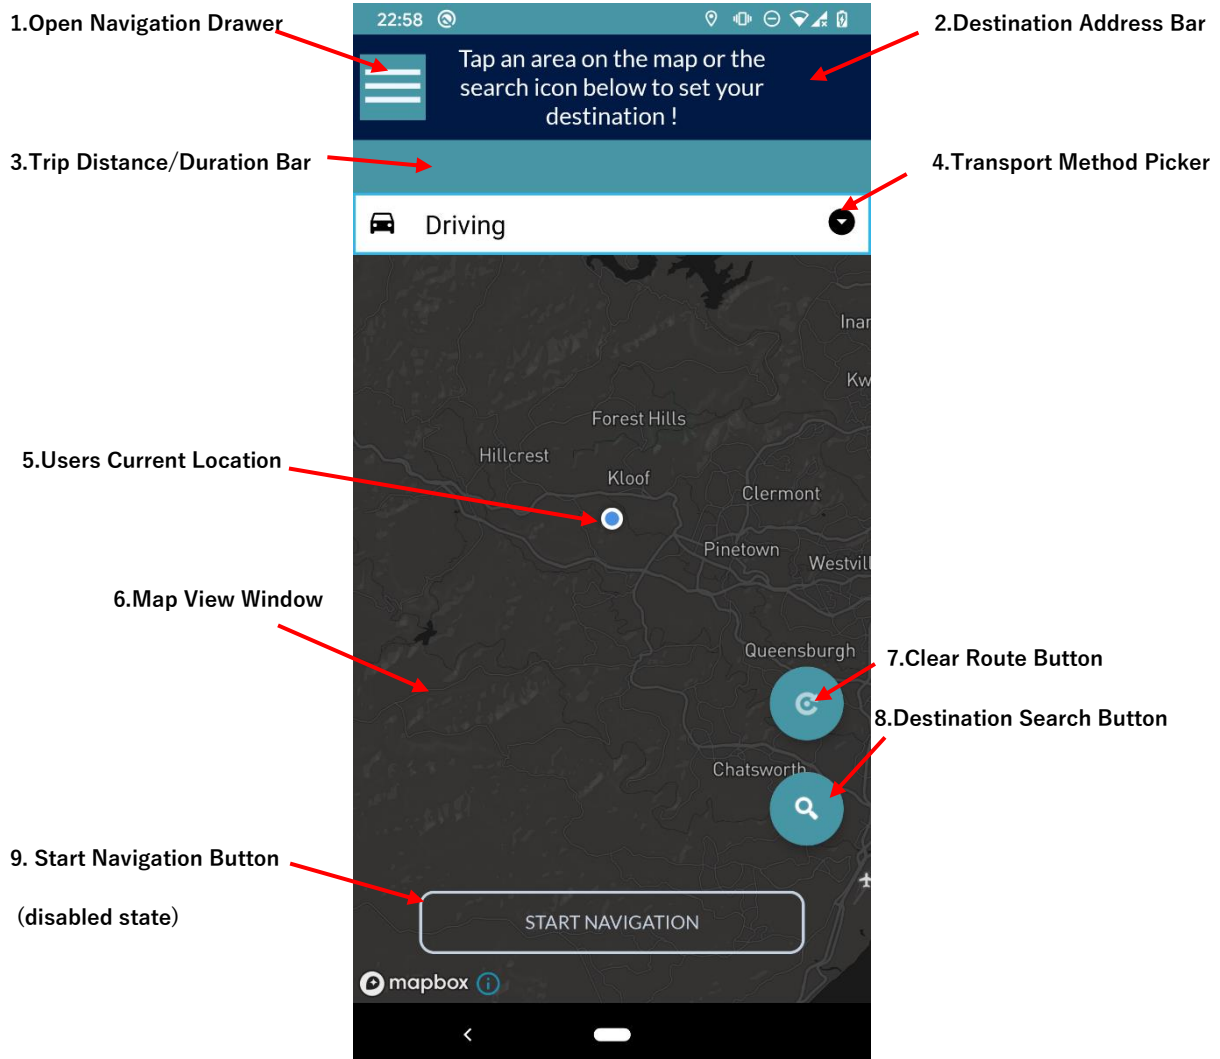 1.Open Navigation Drawer
22:58
2.Destination Address Bar
Tap an area on the map or the
search icon below to set your
destination !
3.Trip Distance/Duration Bar
4.Transport Method Picker
Driving
Inar
Kw
Forest Hills
Hillcrest
5.Users Current Location
Kloof
Clermont
Pinetown
Westvill
6.Map View Window
Queensburgh
7.Clear Route Button
8.Destination Search Button
Chatsworth
9. Start Navigation Button
(disabled state)
START NAVIGATION
mapbox